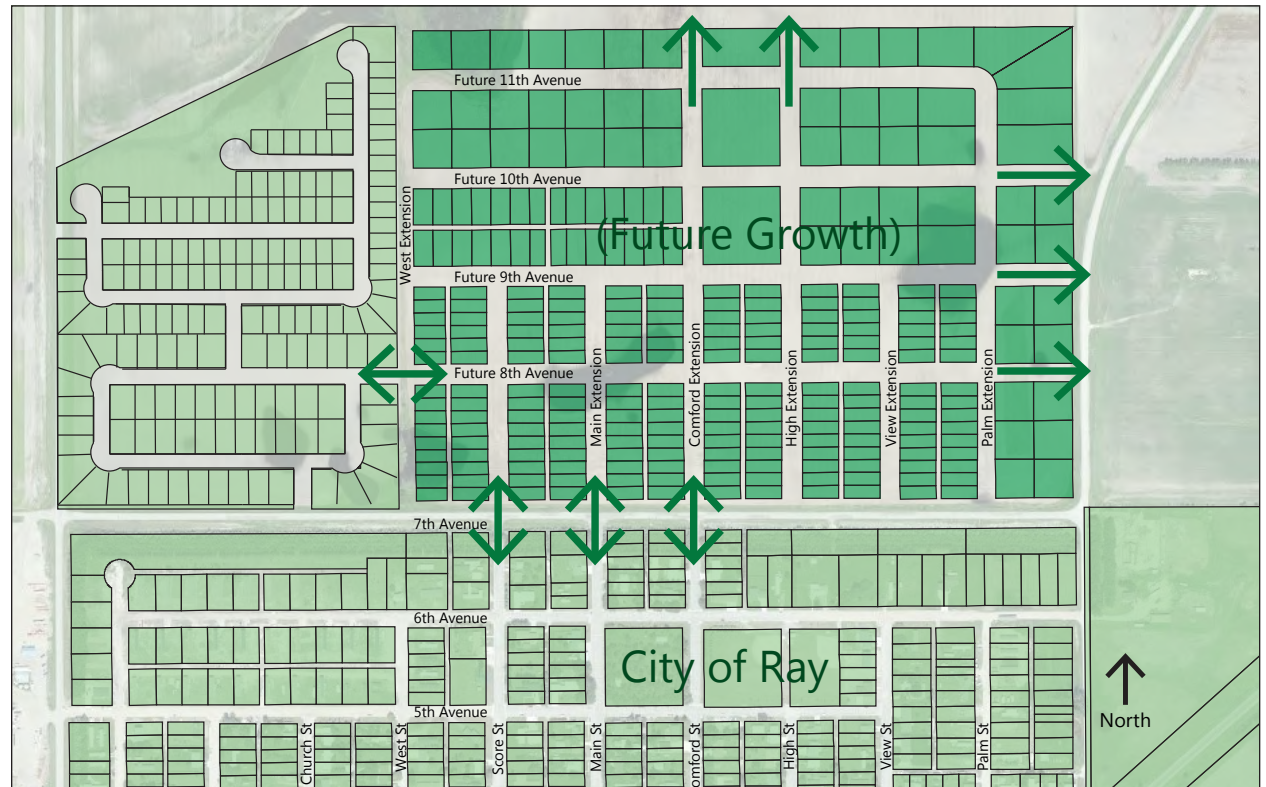 Future 11th Avenue
Future 10th Avenue
West Extension
(Future Growth)
Future 9th Avenue
Future 8th Avenue
Main Extension
Comford Extension
High Extension
View Extension
Palm Extension
7th Avenue
6th Avenue
City of Ray
North
5th Avenue
Church St
West St
Score St
Main St
omford St
High St
View St
Palm St